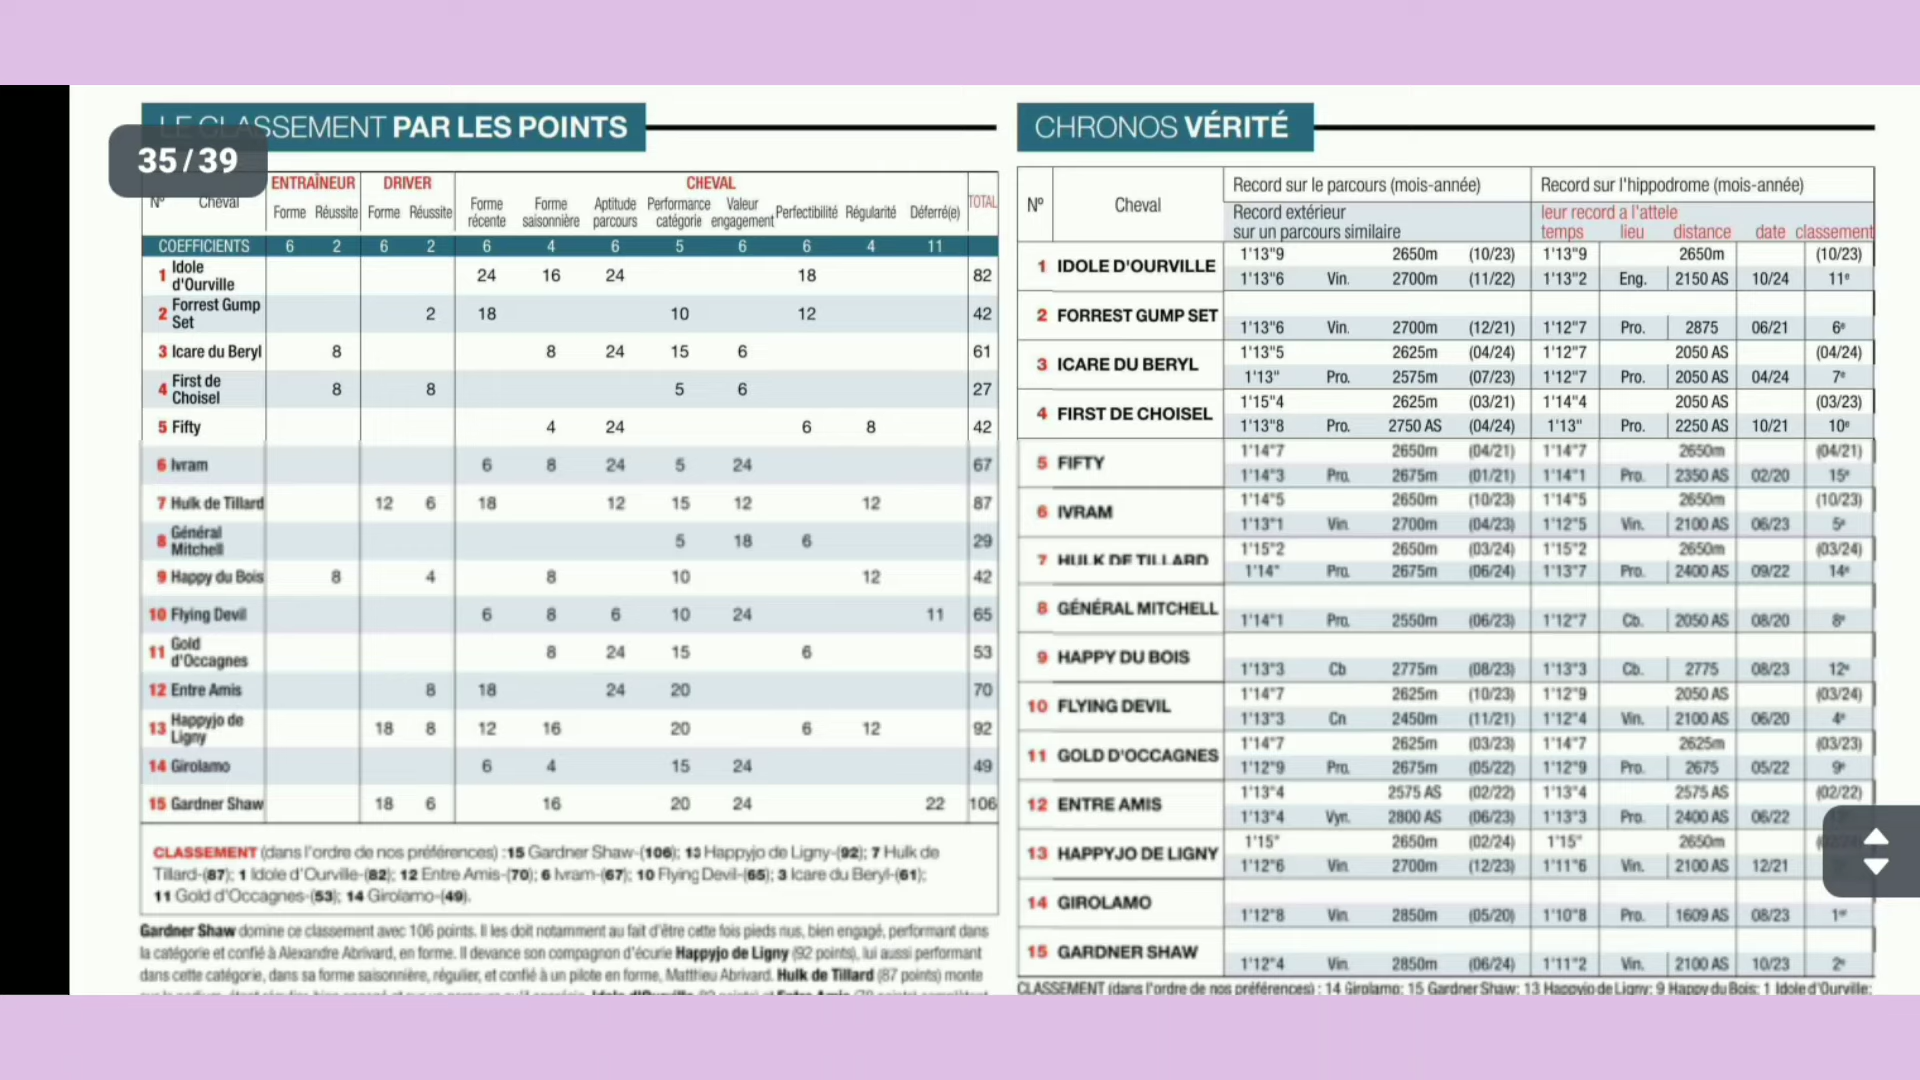 LE CLASSEMENT PAR LES POINTS
35/39
ENTRAÎNEUR DRIVER CHEVAL
Nº Cheval Forme Réussite Forme Réussite Forme récente Forme saisonnière Aptitude parcours Performance catégorie Valeur engagement Perfectibilité Régularité Déferré(e) TOTAL
COEFFICIENTS 6 2 6 2 6 4 6 5 6 6 4 11
1 Idole d'Ourville 24 16 24 18 82
2 Forrest Gump Set 2 18 10 12 42
3 Icare du Beryl 8 8 24 15 6 61
4 First de Choisel 8 8 5 6 27
5 Fifty 4 24 6 8 42
6 Ivram 6 8 24 5 24 67
7 Hulk de Tillard 12 6 18 12 15 12 12 87
8 Général Mitchell 5 18 6 29
9 Happy du Bois 8 4 8 10 12 42
10 Flying Devil 6 8 6 10 24 11 65
11 Gold d'Occagnes 8 24 15 6 53
12 Entre Amis 8 18 24 20 70
13 Happyjo de Ligny 18 8 12 16 20 6 12 92
14 Girolamo 6 4 15 24 49
15 Gardner Shaw 18 6 16 20 24 22 106
CLASSEMENT (dans l'ordre de nos préférences) :15 Gardner Shaw-(106); 13 Happyjo de Ligny-(92); 7 Hulk de
Tillard-(87); 1 Idole d'Ourville-(82); 12 Entre Amis-(70); 6 Ivram-(67); 10 Flying Devil-(65); 3 Icare du Beryl-(61);
11 Gold d'Occagnes-(53); 14 Girolamo-(49).
Gardner Shaw domine ce classement avec 106 points. Il les doit notamment au fait d'être cette fois pieds nus, bien engagé, performant dans
la catégorie et confié à Alexandre Abrivard, en forme. Il devance son compagnon d'écurie Happyjo de Ligny (92 points), lui aussi performant
dans cette catégorie, dans sa forme saisonnière, régulier, et confié à un pilote en forme, Matthieu Abrivard. Hulk de Tillard (87 points) monte
CHRONOS VÉRITÉ
Nº Cheval Record sur le parcours (mois-année) Record sur l'hippodrome (mois-année)
Record extérieur leur record a l'attele
sur un parcours similaire temps lieu distance date classement
1 IDOLE D'OURVILLE 1'13"9 2650m (10/23) 1'13"9 2650m (10/23)
1'13"6 Vin. 2700m (11/22) 1'13"2 Eng. 2150 AS 10/24 11e
2 FORREST GUMP SET
1'13"6 Vin. 2700m (12/21) 1'12"7 Pro. 2875 06/21 6e
3 ICARE DU BERYL 1'13"5 2625m (04/24) 1'12"7 2050 AS (04/24)
1'13" Pro. 2575m (07/23) 1'12"7 Pro. 2050 AS 04/24 7e
4 FIRST DE CHOISEL 1'15"4 2625m (03/21) 1'14"4 2050 AS (03/23)
1'13"8 Pro. 2750 AS (04/24) 1'13" Pro. 2250 AS 10/21 10e
5 FIFTY 1'14"7 2650m (04/21) 1'14"7 2650m (04/21)
1'14"3 Pro. 2675m (01/21) 1'14"1 Pro. 2350 AS 02/20 15e
6 IVRAM 1'14"5 2650m (10/23) 1'14"5 2650m (10/23)
1'13"1 Vin. 2700m (04/23) 1'12"5 Vin. 2100 AS 06/23 5e
7 HULK DE TILLARD 1'15"2 2650m (03/24) 1'15"2 2650m (03/24)
1'14" Pro. 2675m (06/24) 1'13"7 Pro. 2400 AS 09/22 14e
8 GÉNÉRAL MITCHELL
1'14"1 Pro. 2550m (06/23) 1'12"7 Cb. 2050 AS 08/20 8e
9 HAPPY DU BOIS
1'13"3 Cb 2775m (08/23) 1'13"3 Cb. 2775 08/23 12e
10 FLYING DEVIL 1'14"7 2625m (10/23) 1'12"9 2050 AS (03/24)
1'13"3 Cn 2450m (11/21) 1'12"4 Vin. 2100 AS 06/20 4e
11 GOLD D'OCCAGNES 1'14"7 2625m (03/23) 1'14"7 2625m (03/23)
1'12"9 Pro. 2675m (05/22) 1'12"9 Pro. 2675 05/22 9e
12 ENTRE AMIS 1'13"4 2575 AS (02/22) 1'13"4 2575 AS (02/22)
1'13"4 Vyn. 2800 AS (06/23) 1'13"3 Pro. 2400 AS 06/22
13 HAPPYJO DE LIGNY 1'15" 2650m (02/24) 1'15" 2650m
1'12"6 Vin. 2700m (12/23) 1'11"6 Vin. 2100 AS 12/21
14 GIROLAMO
1'12"8 Vin. 2850m (05/20) 1'10"8 Pro. 1609 AS 08/23 1er
15 GARDNER SHAW
1'12"4 Vin. 2850m (06/24) 1'11"2 Vin. 2100 AS 10/23 2e
CLASSEMENT (dans l'ordre de nos préférences) : 14 Girolamo; 15 Gardner Shaw; 13 Happyjo de Ligny; 9 Happy du Bois; 1 Idole d'Ourville;